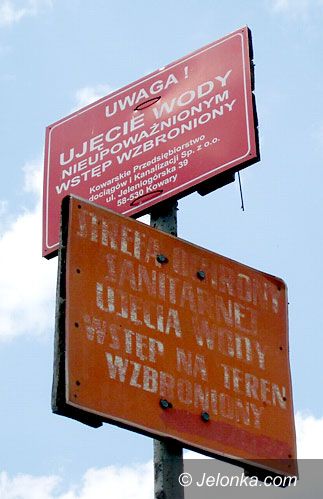 UWAGA !
UJĘCIE WODY
NIEUPOWAŻNIONYM
WSTĘP WZBRONIONY
Kowarskie Przedsiębiorstwo
dociągów i Kanalizacji Sp. z o.o.
ul. Jeleniogórska 39
58-530 Kowary
STREFA OCHRONY
SANITARNEJ
UJĘCIA WODY
WSTĘP NA TEREN
WZBRONIONY
© Jelonka.com